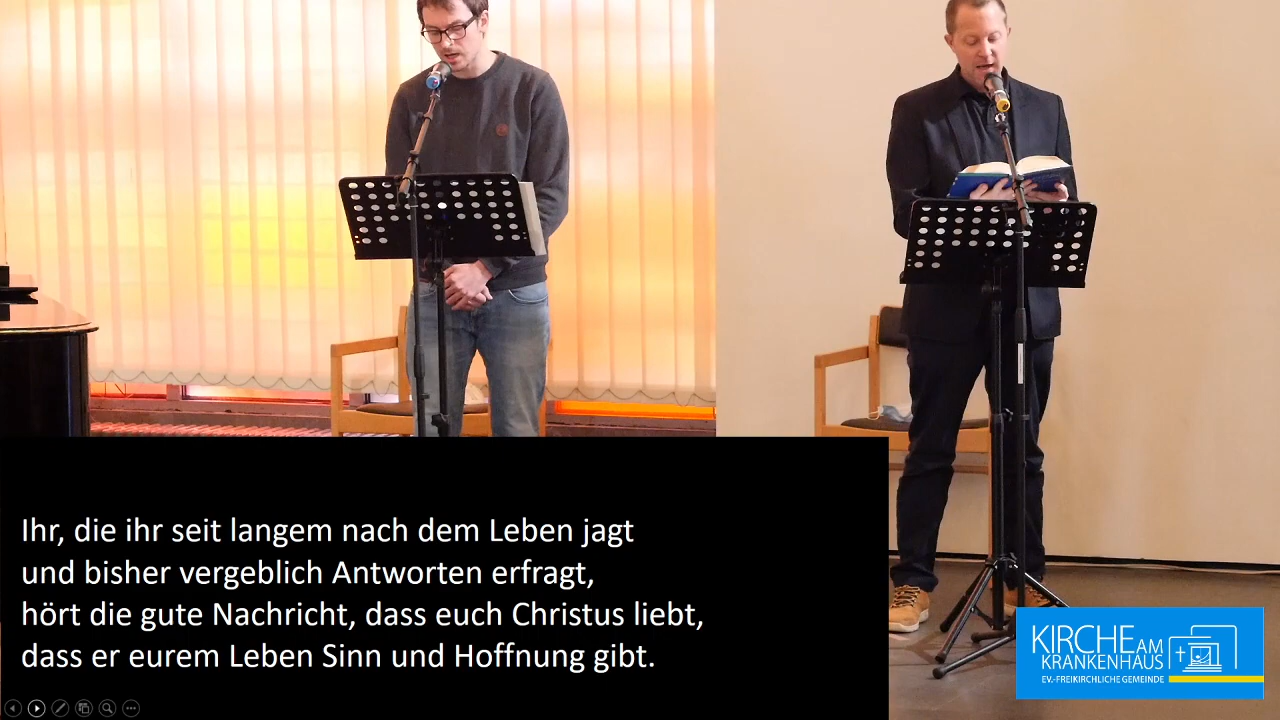 Ihr, die ihr seit langem nach dem Leben jagt
und bisher vergeblich Antworten erfragt,
hört die gute Nachricht, dass euch Christus liebt,
dass er eurem Leben Sinn und Hoffnung gibt.
KIRCHE AM
KRANKENHAUS
EV.-FREIKIRCHLICHE GEMEINDE